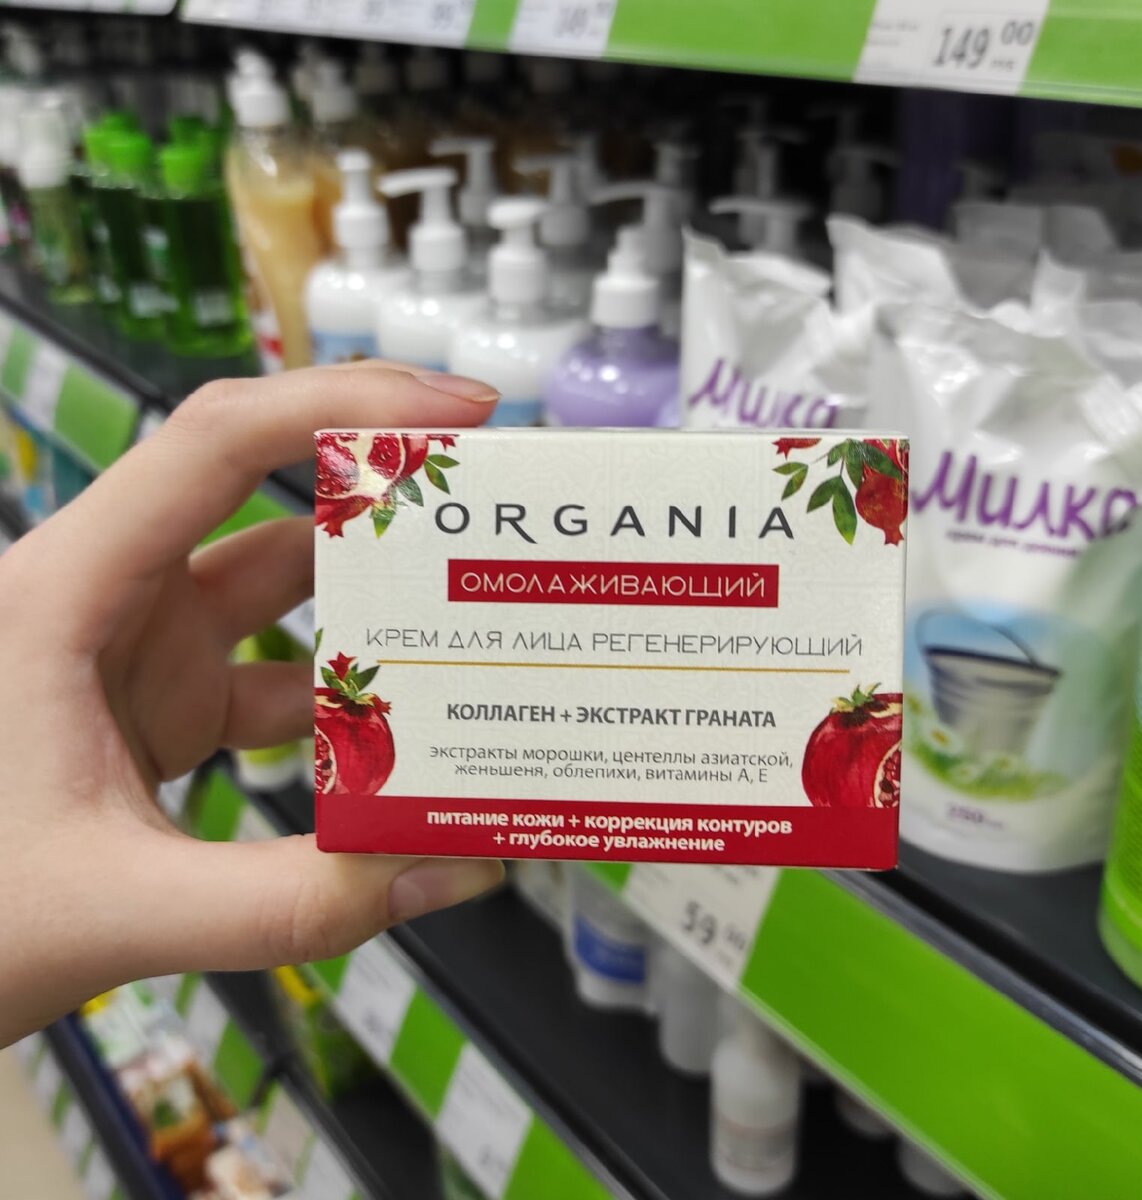 149 00
Милка
Милка
ORGANIA
ОМОЛАЖИВАЮЩИЙ
КРЕМ ДЛЯ ЛИЦА РЕГЕНЕРИРУЮЩИЙ
КОЛЛАГЕН + ЭКСТРАКТ ГРАНАТА
экстракты морошки, центеллы азиатской,
женьшеня, облепихи, витамины А, Е
питание кожи + коррекция контуров
+ глубокое увлажнение
59